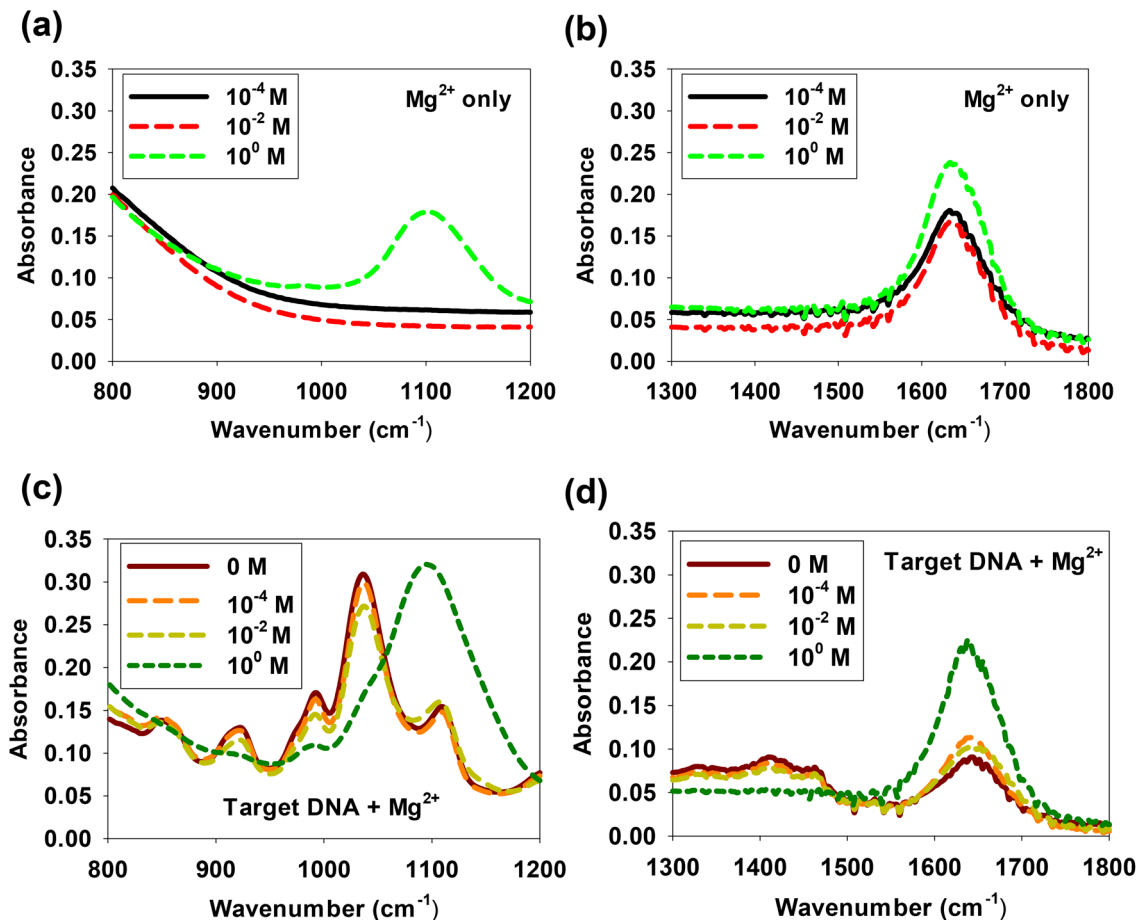 (a)
0.35
0.30
0.25
0.20
0.15
0.10
0.05
0.00
Absorbance
10⁻⁴ M
10⁻² M
10⁰ M
Mg²⁺ only
800 900 1000 1100 1200
Wavenumber (cm⁻¹)
(b)
0.35
0.30
0.25
0.20
0.15
0.10
0.05
0.00
Absorbance
10⁻⁴ M
10⁻² M
10⁰ M
Mg²⁺ only
1300 1400 1500 1600 1700 1800
Wavenumber (cm⁻¹)
(c)
0.35
0.30
0.25
0.20
0.15
0.10
0.05
0.00
Absorbance
0 M
10⁻⁴ M
10⁻² M
10⁰ M
Target DNA + Mg²⁺
800 900 1000 1100 1200
Wavenumber (cm⁻¹)
(d)
0.35
0.30
0.25
0.20
0.15
0.10
0.05
0.00
Absorbance
0 M
10⁻⁴ M
10⁻² M
10⁰ M
Target DNA + Mg²⁺
1300 1400 1500 1600 1700 1800
Wavenumber (cm⁻¹)